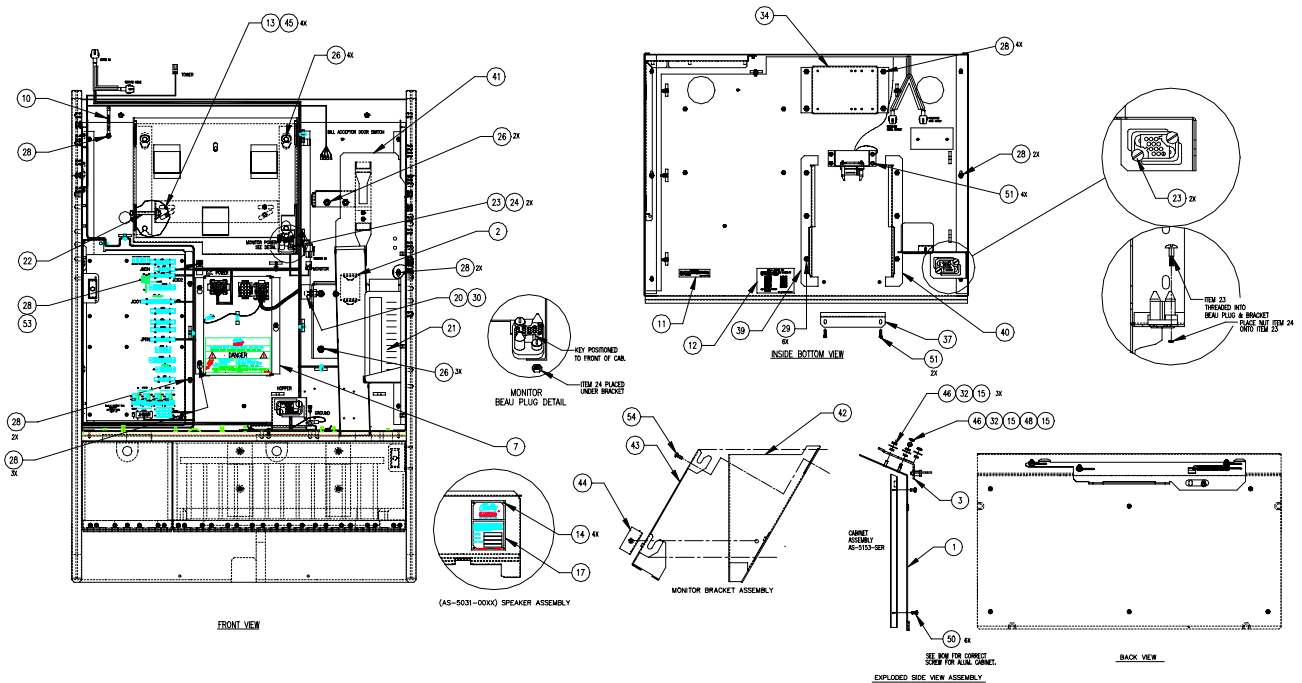 13 45 4X
26 4X
41
TOWER
10
28
BILL ACCEPTOR DOOR SWITCH
26 2X
23 24 2X
2
MONITOR POWER
SEE DETAIL
MONITOR
22
28 2X
28
53
JCD1
20 30
21
26 3X
DANGER
HOPPER
GROUND
28
2X
28
3X
7
FRONT VIEW
KEY POSITIONED
TO FRONT OF CAB.
ITEM 24 PLACED
UNDER BRACKET
MONITOR
BEAU PLUG DETAIL
14 4X
17
(AS-5031-00XX) SPEAKER ASSEMBLY
34
28 4X
28 2X
51 4X
11
12
39
29
6X
40
37
51
2X
INSIDE BOTTOM VIEW
23 2X
ITEM 23
THREADED INTO
BEAU PLUG & BRACKET
PLACE NUT ITEM 24
ONTO ITEM 23
54
43
42
44
MONITOR BRACKET ASSEMBLY
46 32 15 3X
46 32 15 48 15
3
CABINET
ASSEMBLY
AS-5153-SER
1
50 6X
SEE BOM FOR CORRECT
SCREW FOR ALUM. CABINET.
EXPLODED SIDE VIEW ASSEMBLY
BACK VIEW